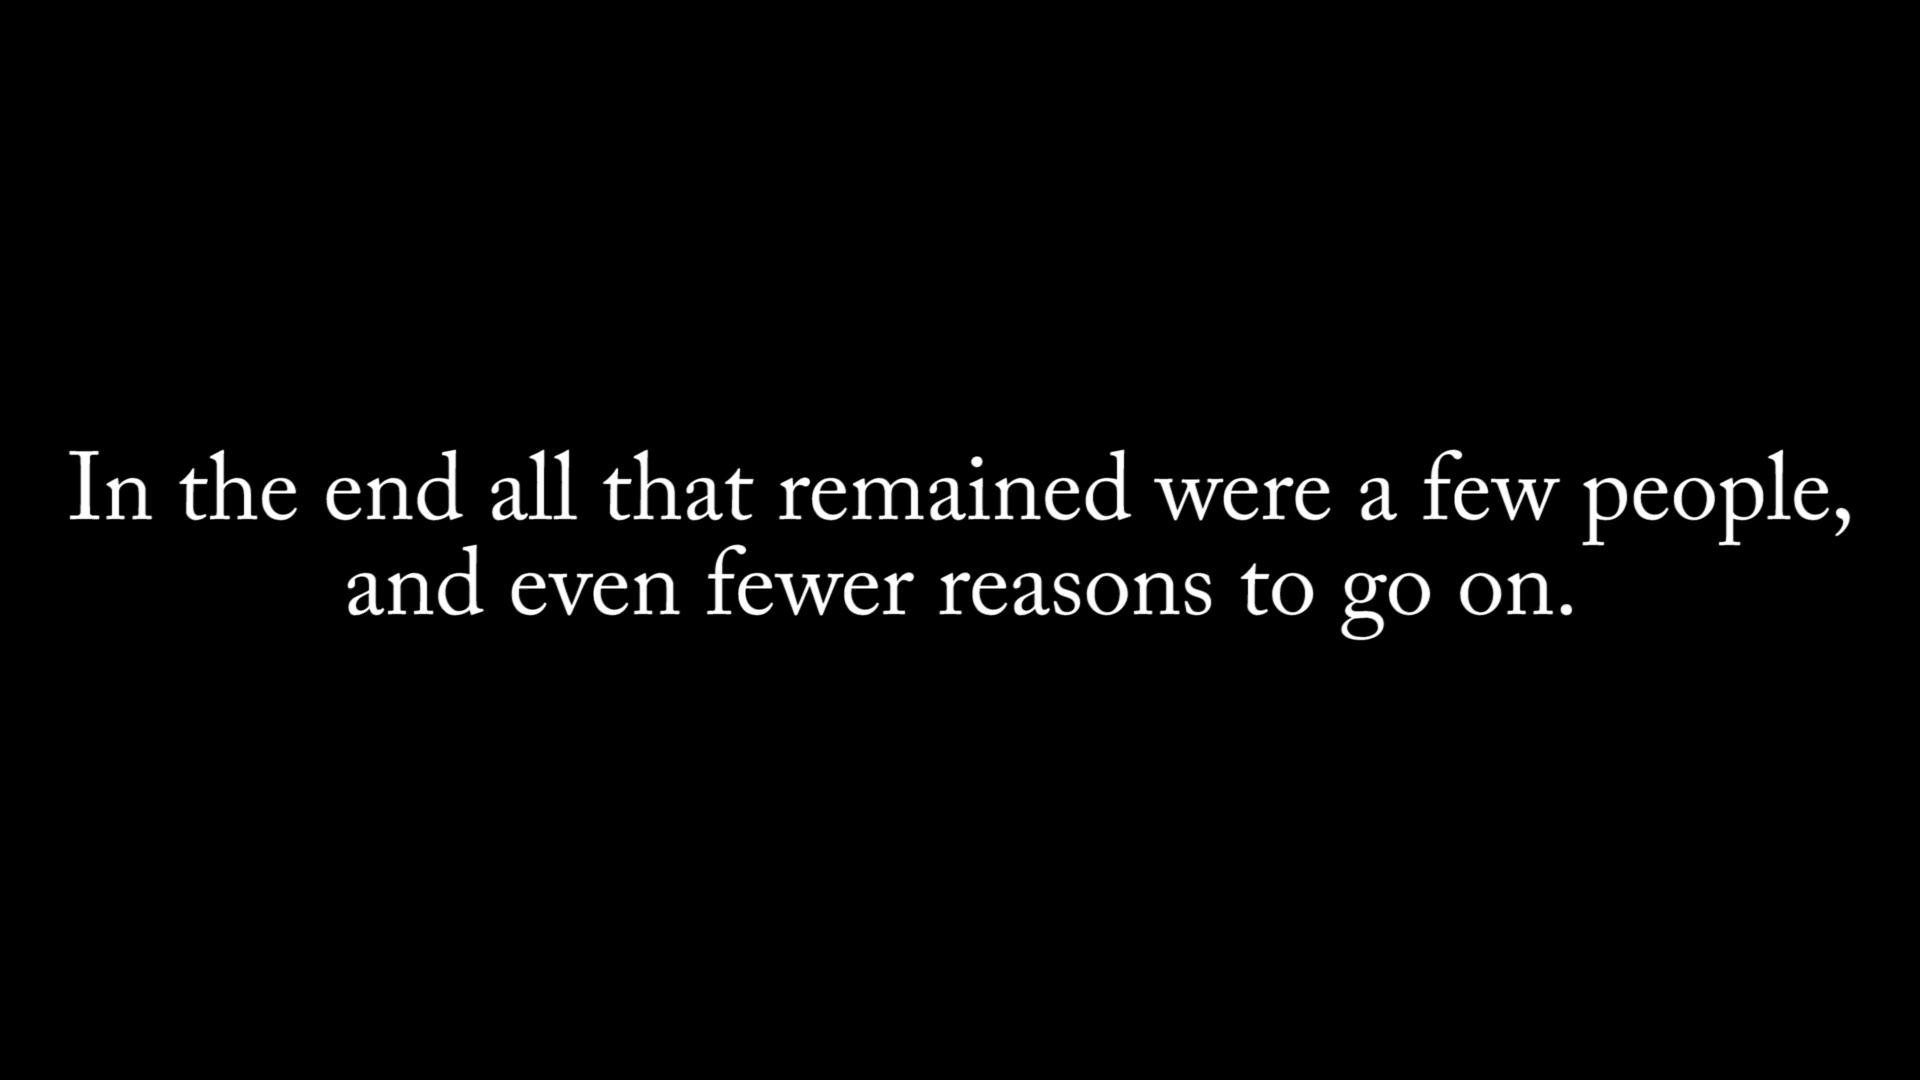 In the end all that remained were a few people,
and even fewer reasons to go on.